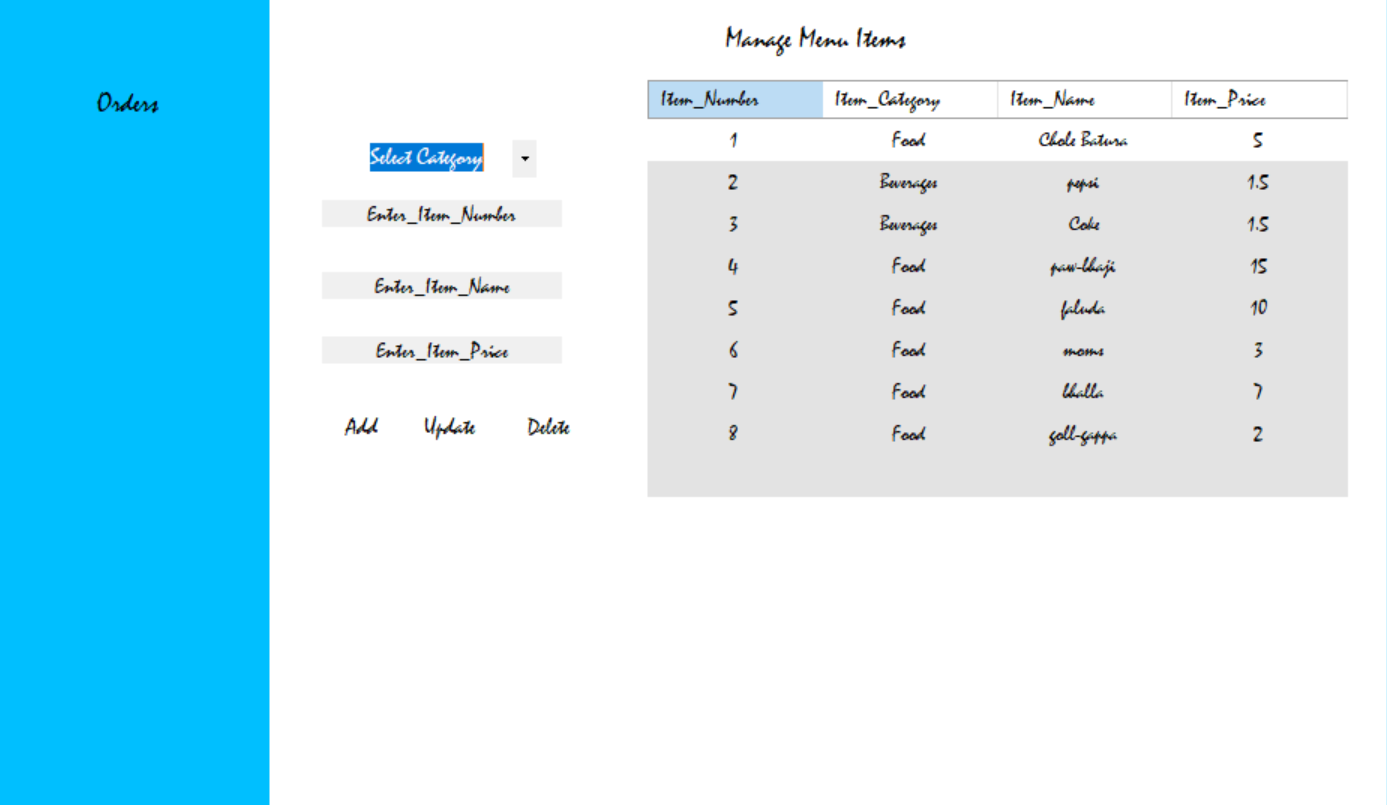 Manage Menu Items
Orders
Select Category
Enter_Item_Number
Enter_Item_Name
Enter_Item_Price
Add Update Delete
Item_Number Item_Category Item_Name Item_Price
1 Food Chole Batura 5
2 Beverages pepsi 1.5
3 Beverages Coke 1.5
4 Food paw-bhaji 15
5 Food faluda 10
6 Food moms 3
7 Food bhalla 7
8 Food goll-gappa 2